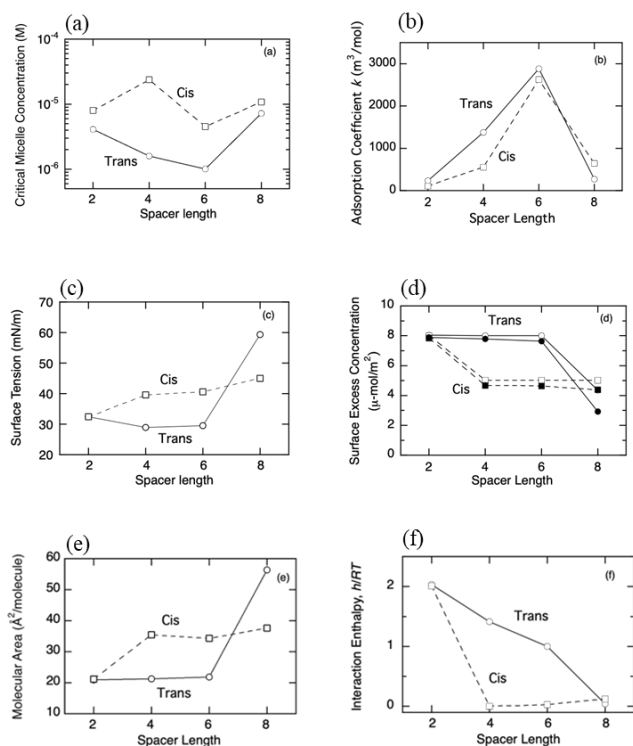 (a)
Critical Micelle Concentration (M)
10⁻⁴
10⁻⁵
10⁻⁶
(a)
Cis
Trans
2 4 6 8
Spacer length
(b)
Adsorption Coefficient k (m³/mol)
3000
2000
1000
0
(b)
Trans
Cis
2 4 6 8
Spacer Length
(c)
Surface Tension (mN/m)
70
60
50
40
30
20
(c)
Cis
Trans
2 4 6 8
Spacer length
(d)
Surface Excess Concentration
(μ-mol/m²)
10
8
6
4
2
0
Trans
(d)
Cis
2 4 6 8
Spacer Length
(e)
Molecular Area (Å²/molecule)
60
50
40
30
20
10
(e)
Cis
Trans
2 4 6 8
Spacer Length
(f)
Interaction Enthalpy, h/RT
2
1
0
(f)
Trans
Cis
2 4 6 8
Spacer Length